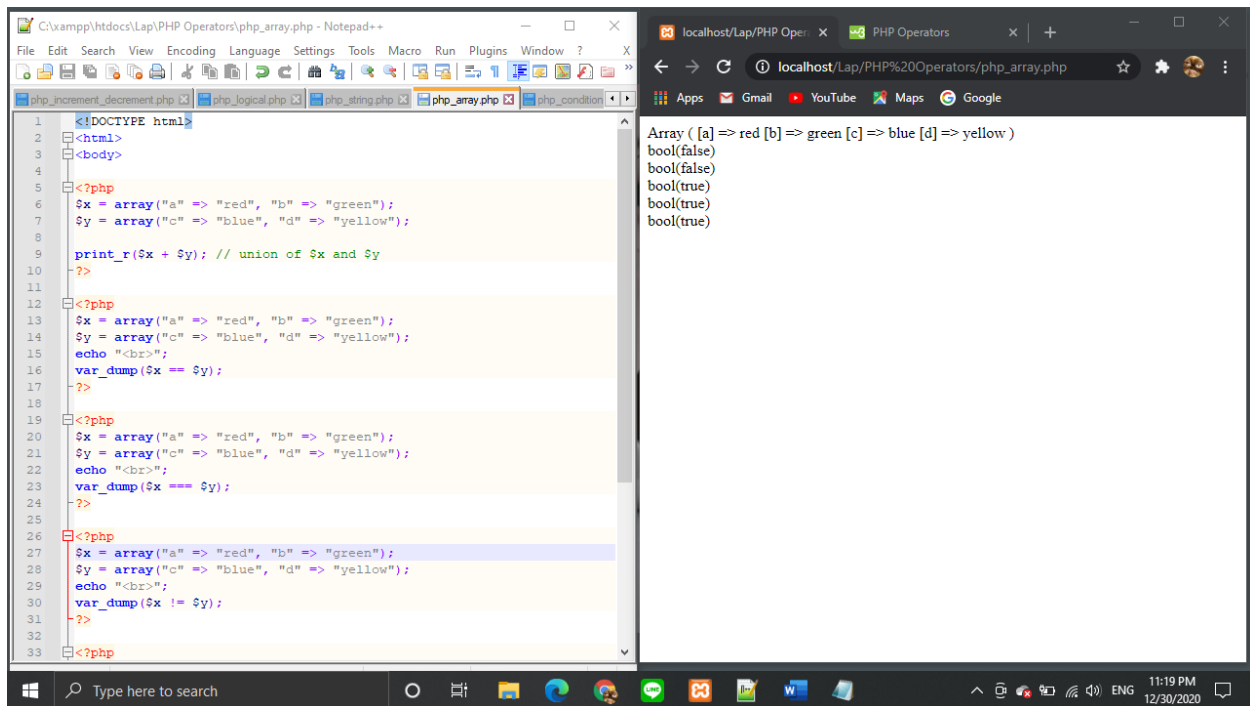 C:\xampp\htdocs\Lap\PHP Operators\php_array.php - Notepad++
File Edit Search View Encoding Language Settings Tools Macro Run Plugins Window ? X
php_increment_decrement.php php_logical.php php_string.php php_array.php php_condition
1 <!DOCTYPE html>
2 <html>
3 <body>
4
5 <?php
6 $x = array("a" => "red", "b" => "green");
7 $y = array("c" => "blue", "d" => "yellow");
8
9 print_r($x + $y); // union of $x and $y
10 ?>
11
12 <?php
13 $x = array("a" => "red", "b" => "green");
14 $y = array("c" => "blue", "d" => "yellow");
15 echo "<br>";
16 var_dump($x == $y);
17 ?>
18
19 <?php
20 $x = array("a" => "red", "b" => "green");
21 $y = array("c" => "blue", "d" => "yellow");
22 echo "<br>";
23 var_dump($x === $y);
24 ?>
25
26 <?php
27 $x = array("a" => "red", "b" => "green");
28 $y = array("c" => "blue", "d" => "yellow");
29 echo "<br>";
30 var_dump($x != $y);
31 ?>
32
33 <?php
localhost/Lap/PHP Oper PHP Operators
localhost/Lap/PHP%20Operators/php_array.php
Apps Gmail YouTube Maps Google
Array ( [a] => red [b] => green [c] => blue [d] => yellow )
bool(false)
bool(false)
bool(true)
bool(true)
bool(true)
Type here to search
ENG
11:19 PM
12/30/2020